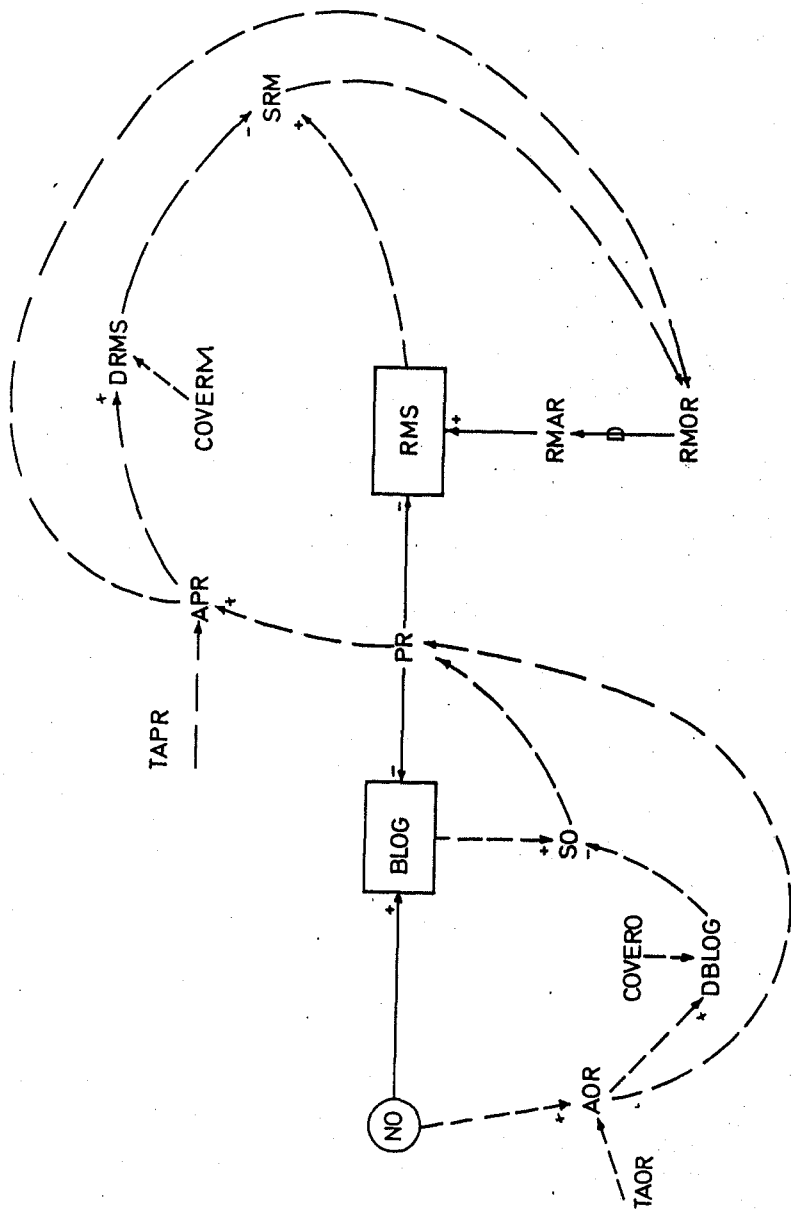 TAPR
APR
+
+
DRMS
COVERM
-
SRM
+
NO
+
BLOG
-
PR
-
RMS
+
RMAR
D
RMOR
+
SO
-
COVERO
DBLOG
+
+
AOR
TAOR